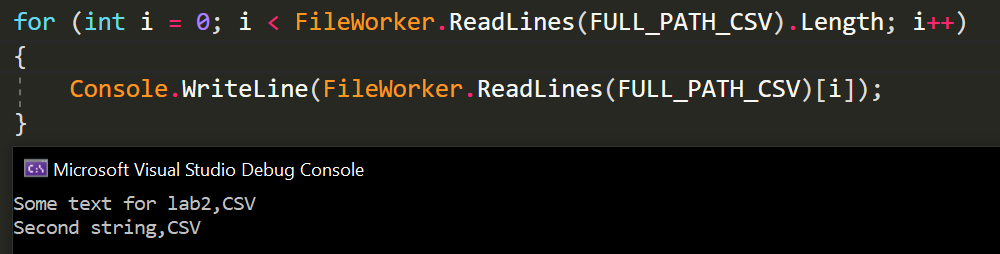 for (int i = 0; i < FileWorker.ReadLines(FULL_PATH_CSV).Length; i++)
{
    Console.WriteLine(FileWorker.ReadLines(FULL_PATH_CSV)[i]);
}
C:\ Microsoft Visual Studio Debug Console
Some text for lab2,CSV
Second string,CSV